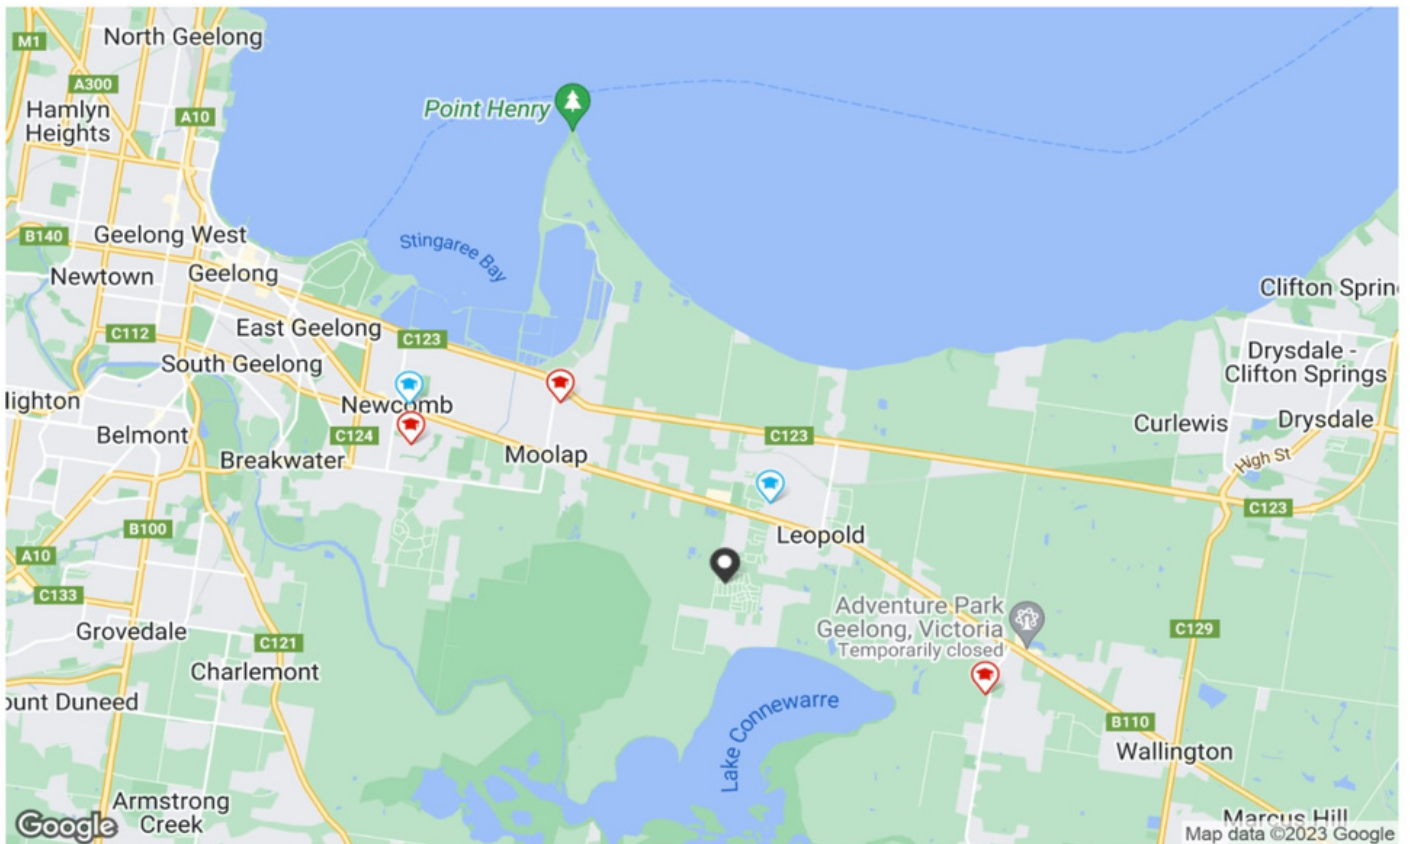 M1
North Geelong
A300
Hamlyn
Heights
A10
Point Henry
B140
Geelong West
Stingaree Bay
Newtown
Geelong
Clifton Sprin
East Geelong
C112
C123
South Geelong
Drysdale -
Clifton Springs
Highton
Newcomb
Curlewis
Drysdale
Belmont
C124
C123
Breakwater
Moolap
High St
C123
B100
Leopold
A10
C133
Adventure Park
Geelong, Victoria
Temporarily closed
Grovedale
C121
C129
Charlemont
ount Duneed
Lake Connewarre
B110
Wallington
Armstrong
Creek
Marcus Hill
Google
Map data ©2023 Google